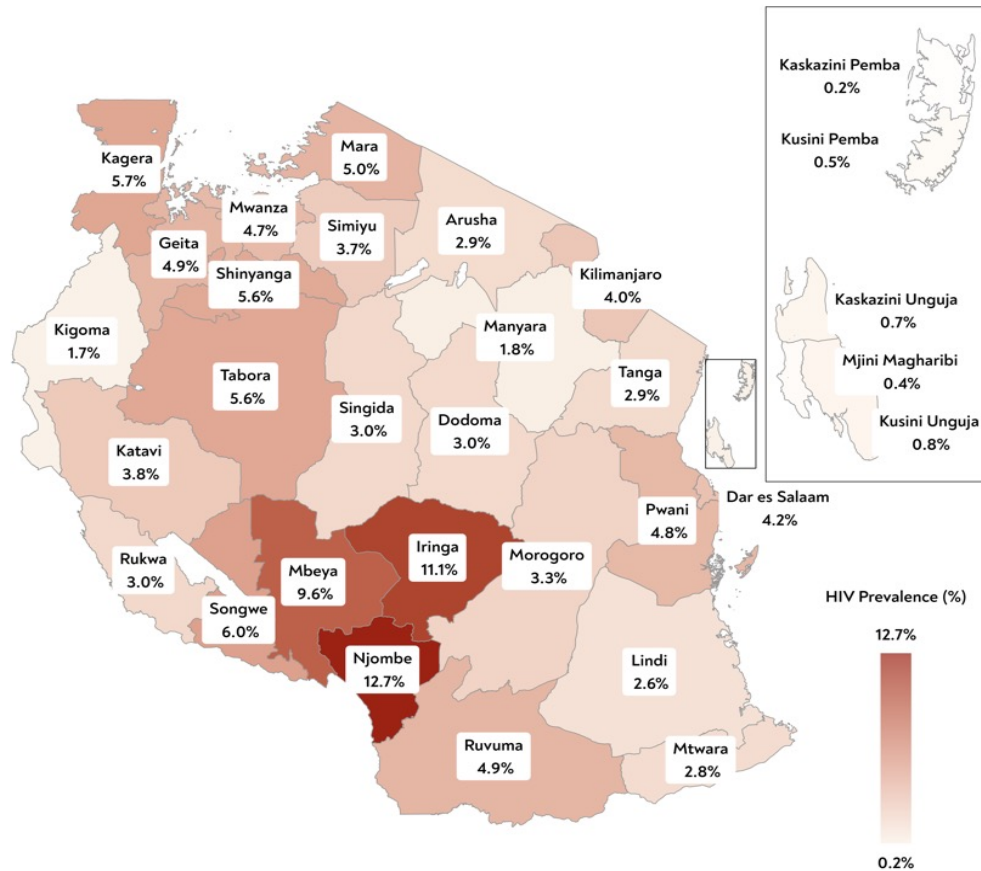 Kaskazini Pemba
0.2%
Kusini Pemba
0.5%
Kagera
5.7%
Mara
5.0%
Mwanza
4.7%
Simiyu
3.7%
Arusha
2.9%
Geita
4.9%
Shinyanga
5.6%
Kilimanjaro
4.0%
Kaskazini Unguja
0.7%
Kigoma
1.7%
Manyara
1.8%
Mjini Magharibi
0.4%
Tabora
5.6%
Tanga
2.9%
Singida
3.0%
Dodoma
3.0%
Kusini Unguja
0.8%
Katavi
3.8%
Pwani
4.8%
Dar es Salaam
4.2%
Rukwa
3.0%
Mbeya
9.6%
Iringa
11.1%
Morogoro
3.3%
Songwe
6.0%
Njombe
12.7%
Lindi
2.6%
Ruvuma
4.9%
Mtwara
2.8%
HIV Prevalence (%)
12.7%
0.2%